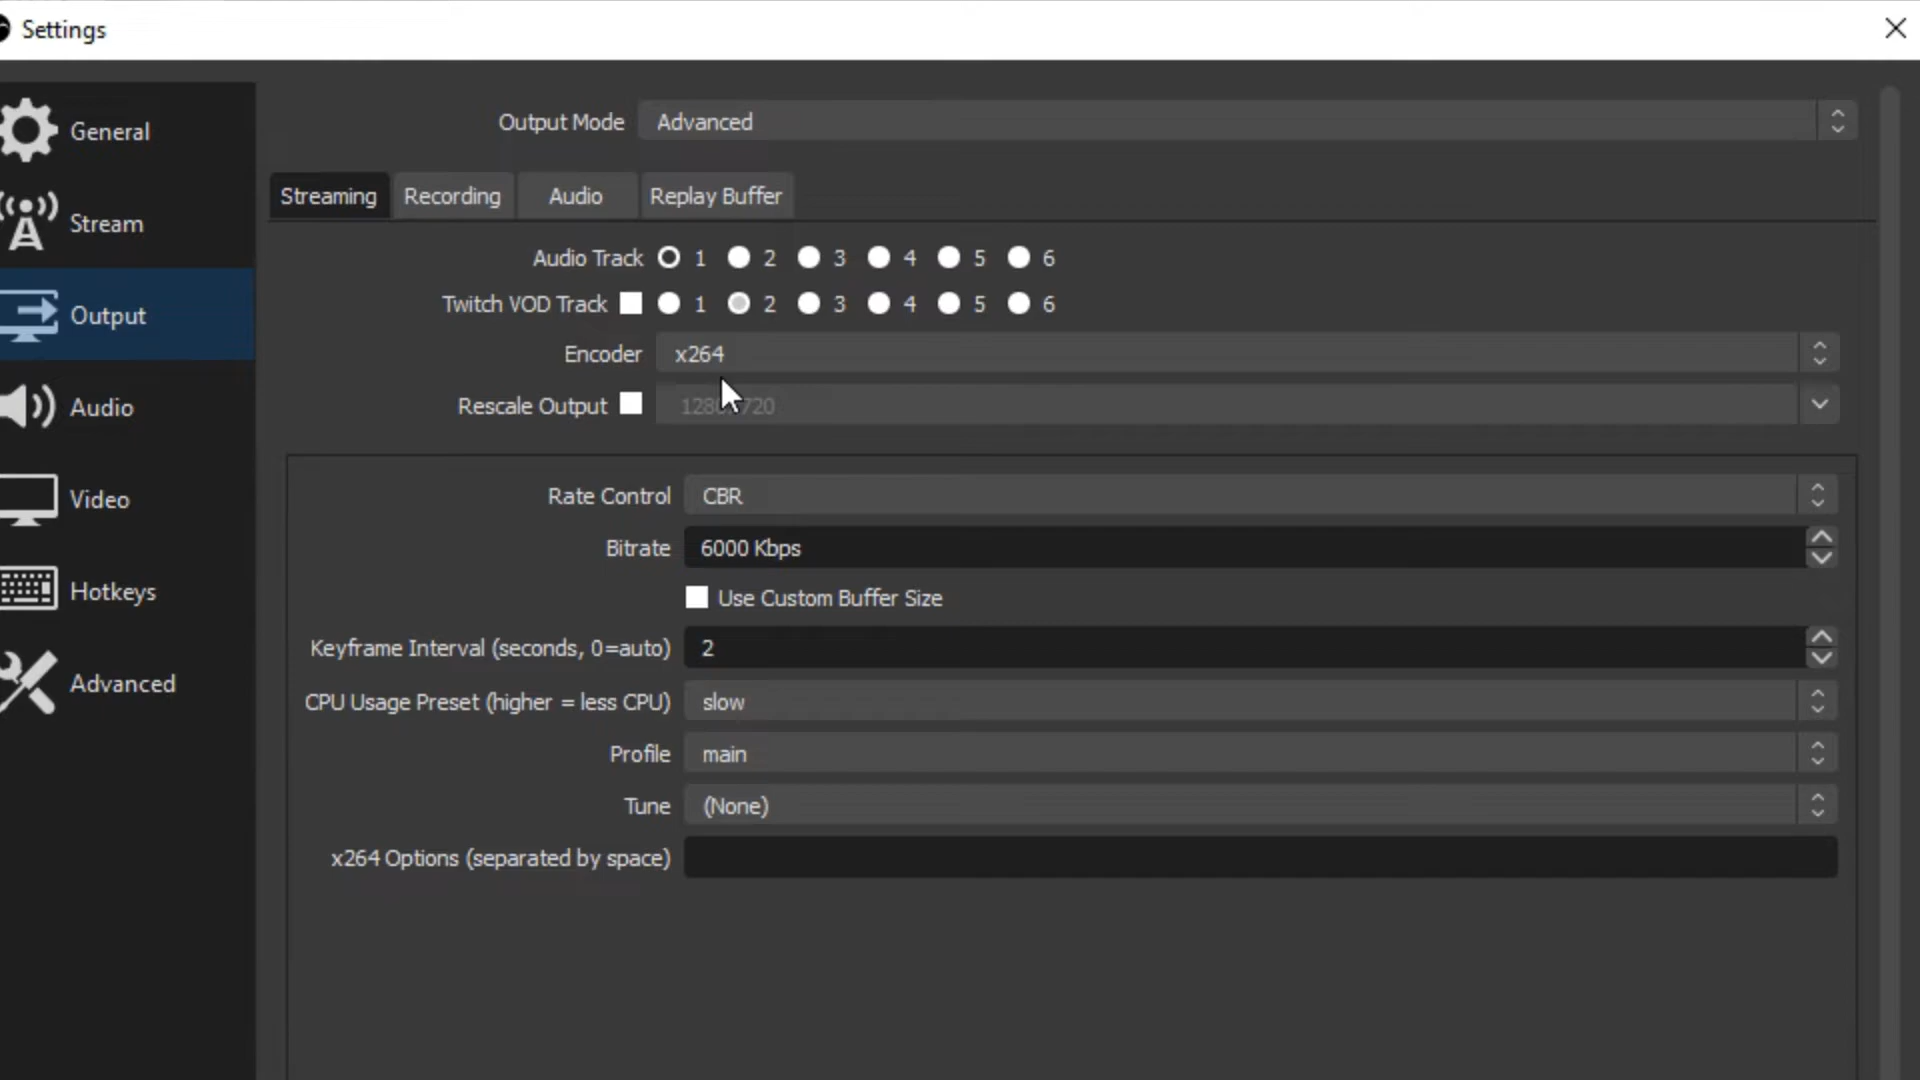 Settings
General
Stream
Output
Audio
Video
Hotkeys
Advanced
Output Mode Advanced
Streaming Recording Audio Replay Buffer
Audio Track 1 2 3 4 5 6
Twitch VOD Track 1 2 3 4 5 6
Encoder x264
Rescale Output
Rate Control CBR
Bitrate 6000 Kbps
Use Custom Buffer Size
Keyframe Interval (seconds, 0=auto) 2
CPU Usage Preset (higher = less CPU) slow
Profile main
Tune (None)
x264 Options (separated by space)